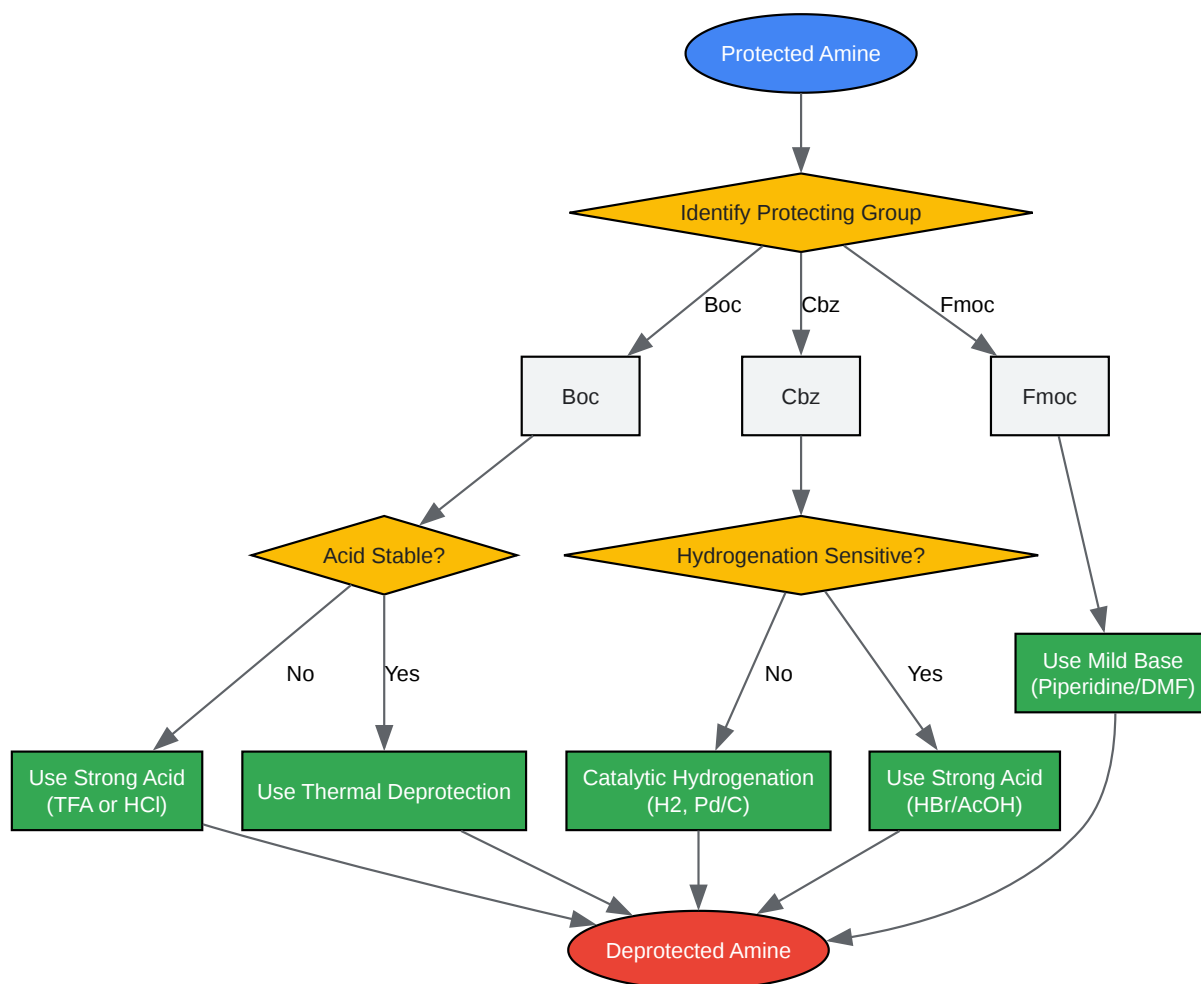 Protected Amine
Identify Protecting Group
Boc
Cbz
Fmoc
Boc
Cbz
Fmoc
Acid Stable?
Hydrogenation Sensitive?
No
Yes
No
Yes
Use Mild Base
(Piperidine/DMF)
Use Strong Acid
(TFA or HCl)
Use Thermal Deprotection
Catalytic Hydrogenation
(H2, Pd/C)
Use Strong Acid
(HBr/AcOH)
Deprotected Amine